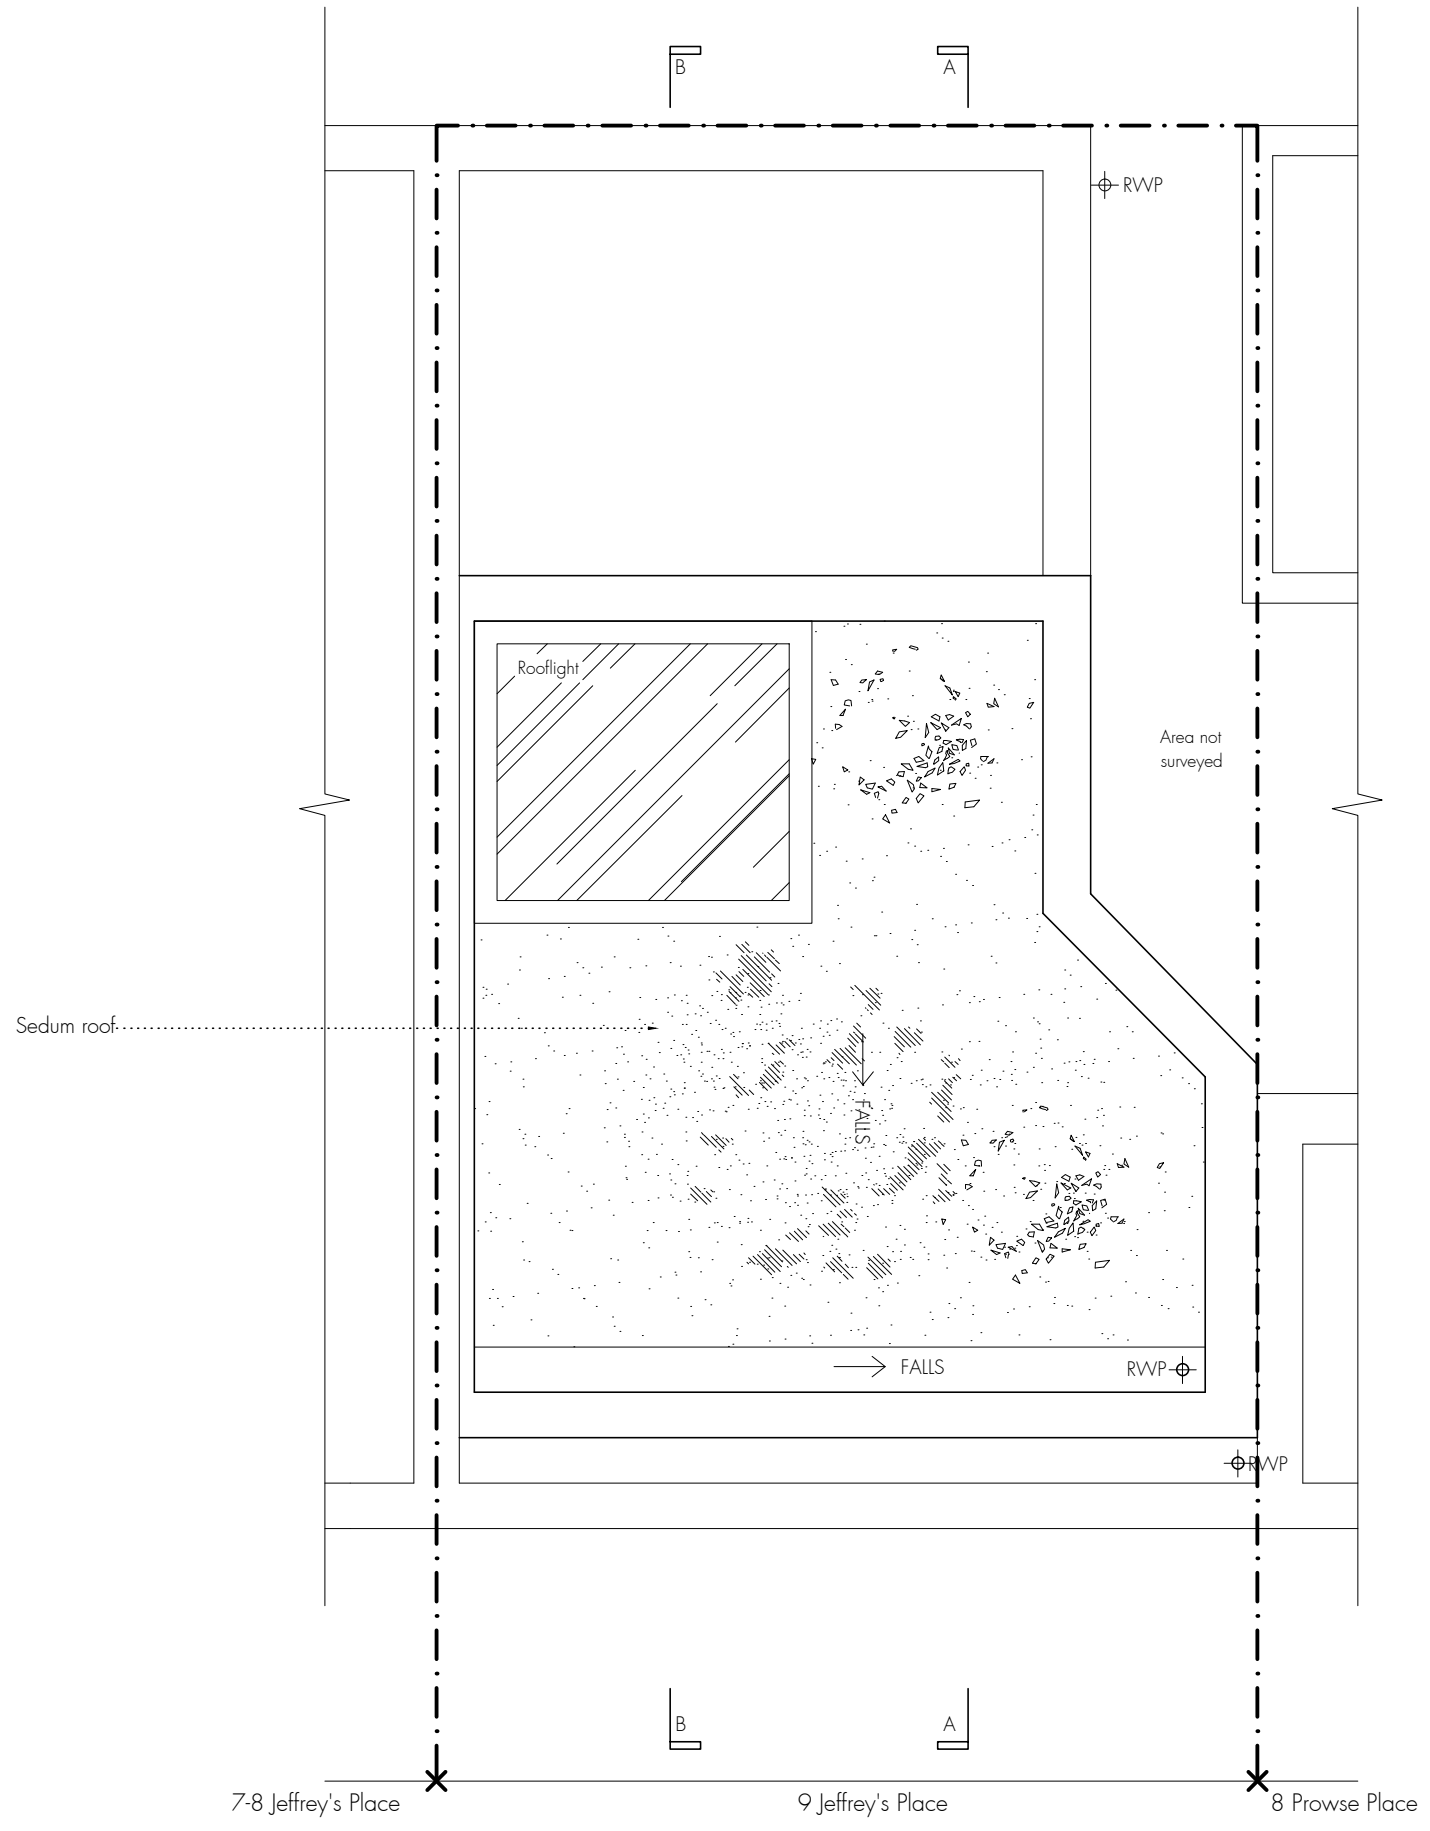 B
A
RWP
Rooflight
Area not
surveyed
Sedum roof
FALLS
FALLS
RWP
RWP
B
A
7-8 Jeffrey's Place
9 Jeffrey's Place
8 Prowse Place